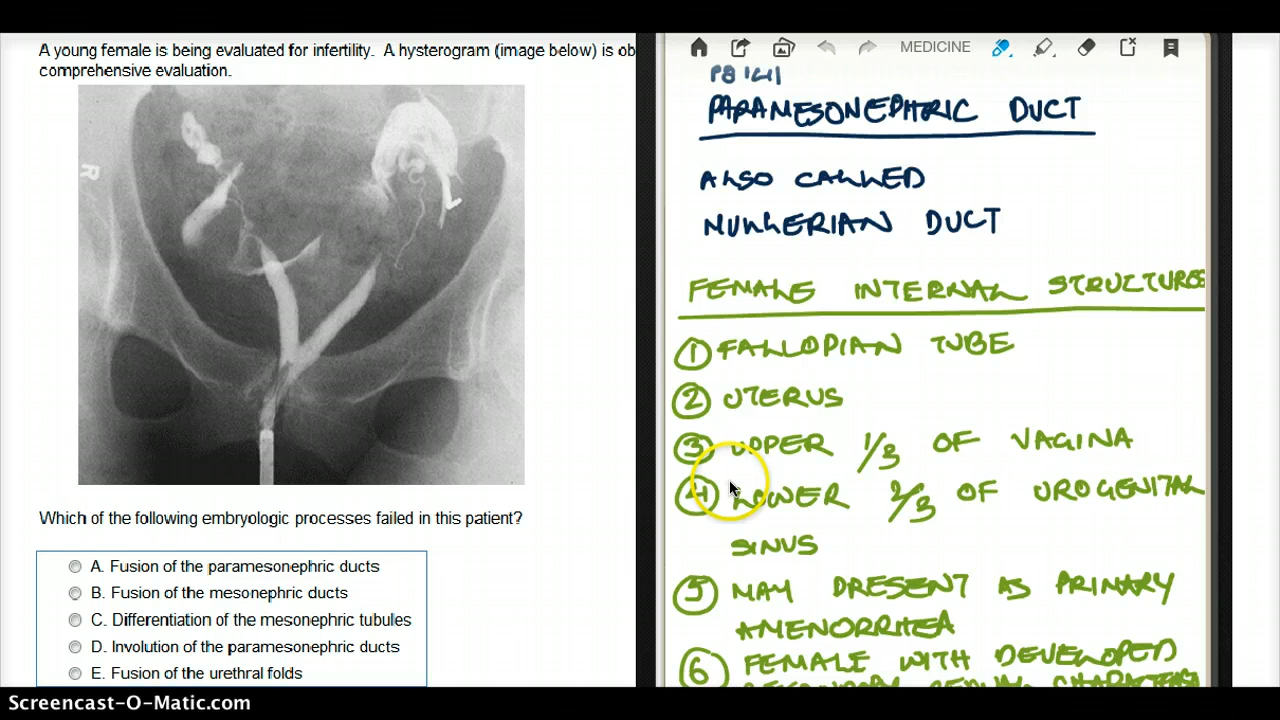 A young female is being evaluated for infertility. A hysterogram (image below) is ob
comprehensive evaluation.
R
Which of the following embryologic processes failed in this patient?
A. Fusion of the paramesonephric ducts
B. Fusion of the mesonephric ducts
C. Differentiation of the mesonephric tubules
D. Involution of the paramesonephric ducts
E. Fusion of the urethral folds
MEDICINE
PARAMESONEPHRIC DUCT
ALSO CALLED
MULLERIAN DUCT
FEMALE INTERNAL STRUCTURES
① FALLOPIAN TUBE
② UTERUS
③ UPPER 1/3 OF VAGINA
④ LOWER 2/3 OF UROGENITAL
SINUS
⑤ MAY PRESENT AS PRIMARY
AMENORRHEA
⑥ FEMALE WITH DEVELOPED
Screencast-O-Matic.com